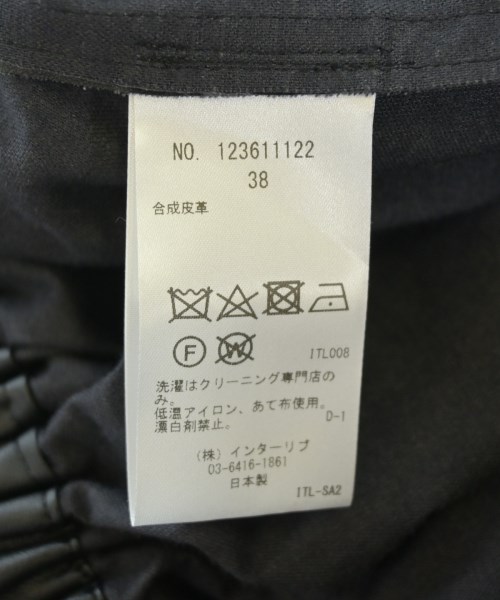 NO. 123611122
38
合成皮革
F W
ITL008
洗濯はクリーニング専門店の
み。
低温アイロン、あて布使用。
漂白剤禁止。
D-1
(株)インターリブ
03-6416-1861
日本製
ITL-SA2